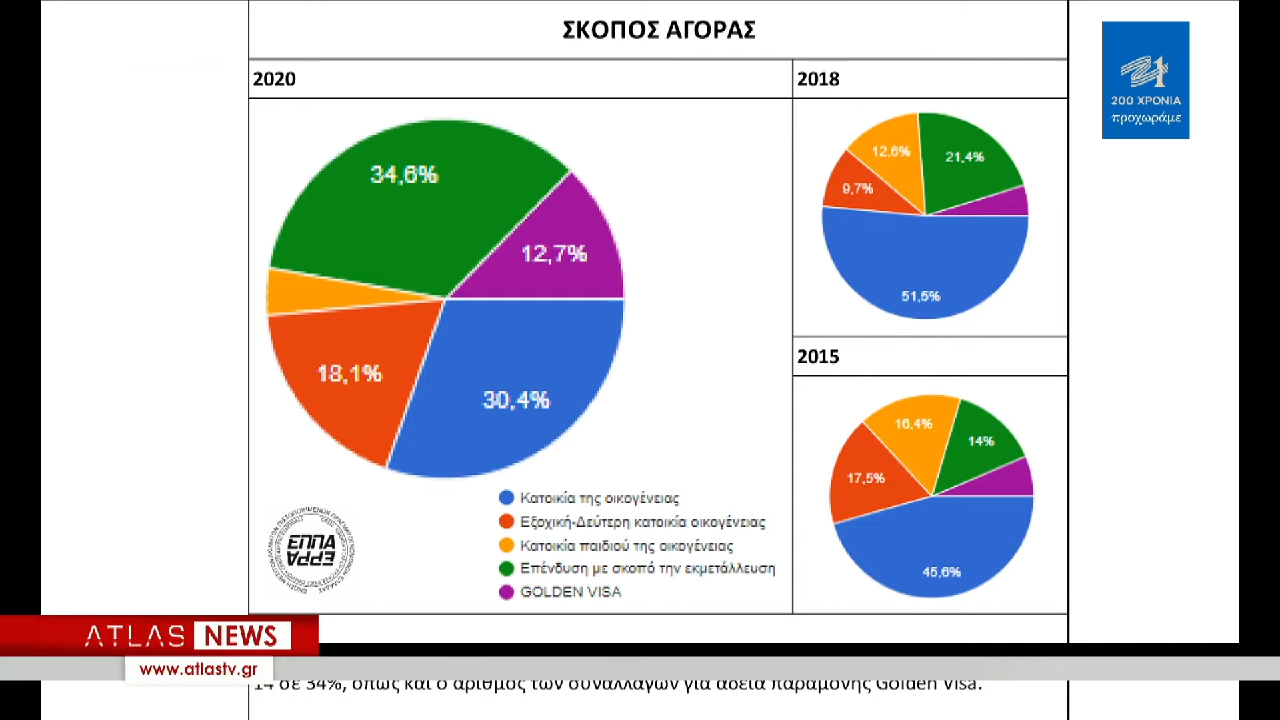 ΣΚΟΠΟΣ ΑΓΟΡΑΣ
2020
34,6%
12,7%
18,1%
30,4%
Κατοικία της οικογένειας
Εξοχική-Δεύτερη κατοικία οικογένειας
Κατοικία παιδιού της οικογένειας
Επένδυση με σκοπό την εκμετάλλευση
GOLDEN VISA
ΕΠΠΑ
ERPA
2018
12,6%
21,4%
9,7%
51,5%
2015
16,4%
14%
17,5%
45,6%
21
200 ΧΡΟΝΙΑ
προχωράμε
ATLAS NEWS
www.atlastv.gr
14 σε 34%, όπως και ο αριθμός των συναλλαγών για άδεια παραμονής Golden Visa.